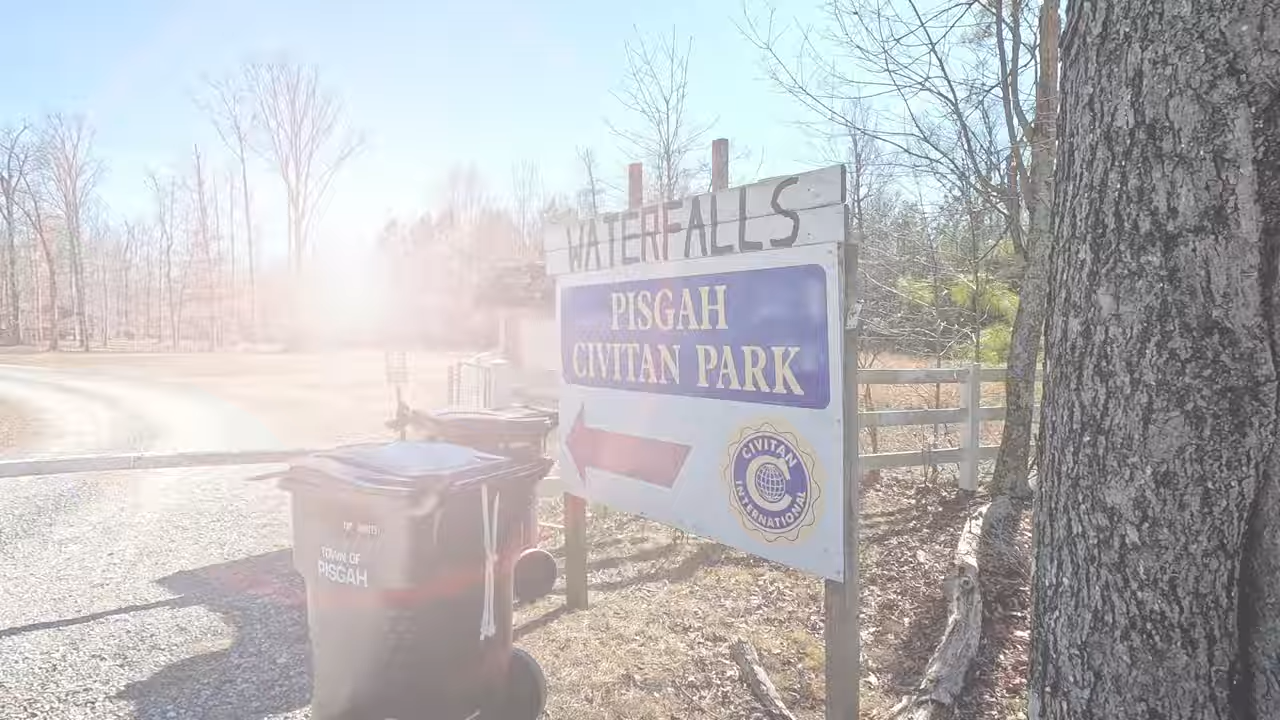 WATERFALLS
PISGAH
CIVITAN PARK
CIVITAN
INTERNATIONAL
TOWN OF
PISGAH